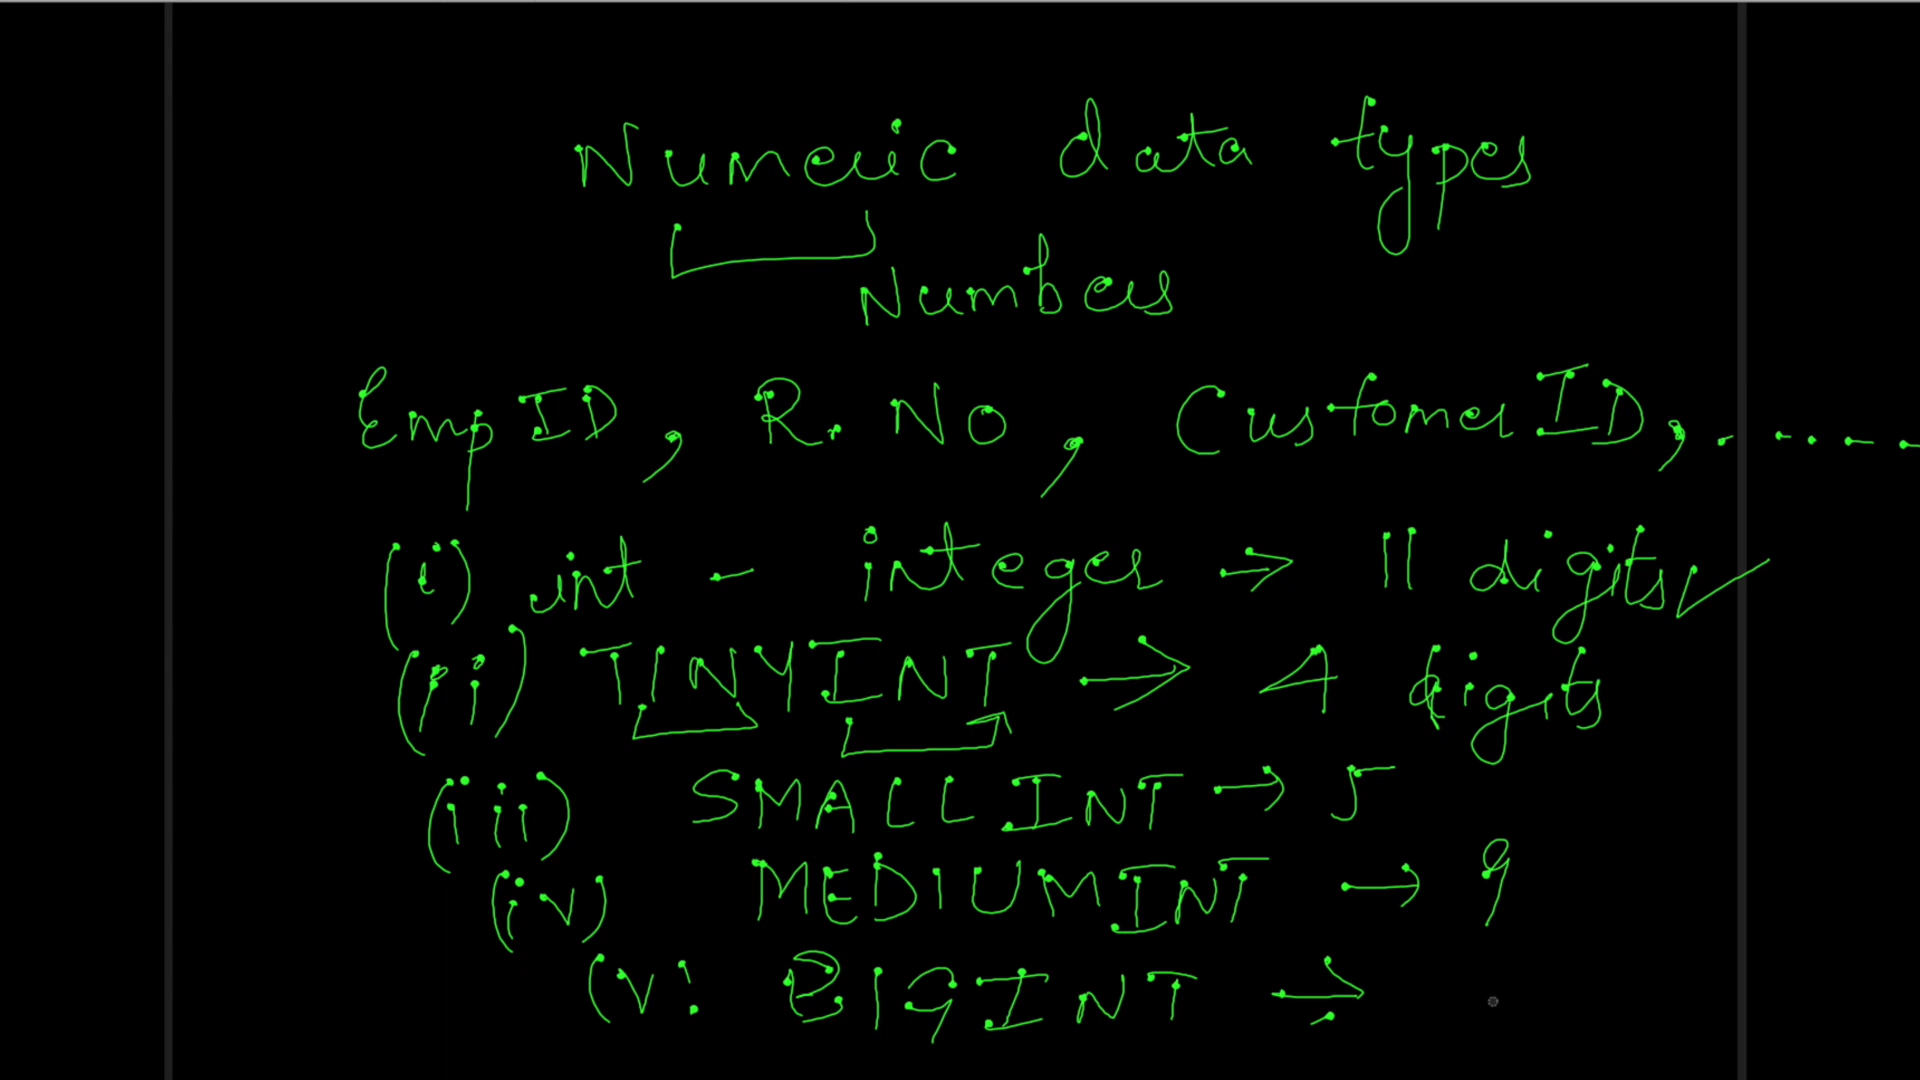 Numeric data types
Numbers
EmpID, R. No, CustomerID, .....
(i) int - integer → 11 digits ✓
(ii) TINYINT → 4 digits
(iii) SMALLINT → 5
(iv) MEDIUMINT → 9
(v) BIGINT →